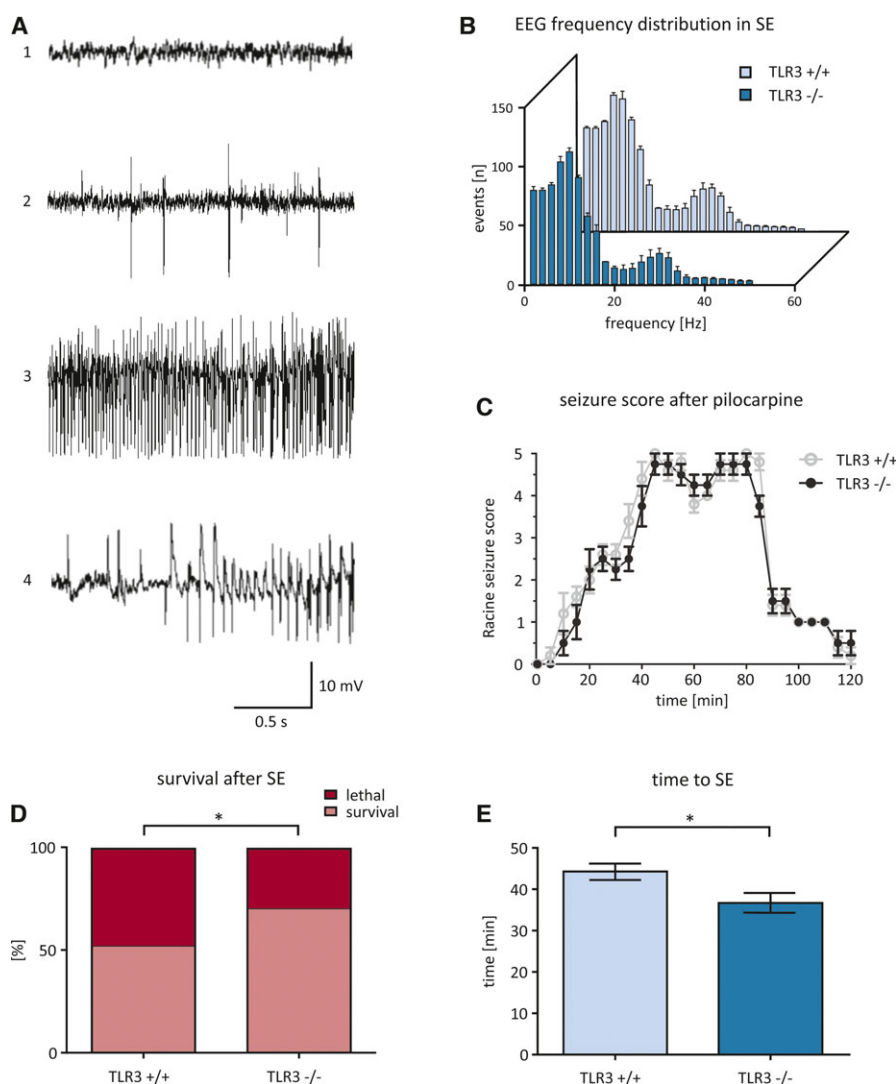 A
1
2
3
4
10 mV
0.5 s
B
EEG frequency distribution in SE
TLR3 +/+
TLR3 -/-
150
100
50
0
events [n]
20
40
60
frequency [Hz]
C
seizure score after pilocarpine
TLR3 +/+
TLR3 -/-
5
4
3
2
1
0
Racine seizure score
0 20 40 60 80 100 120
time [min]
D
survival after SE
lethal
survival
*
100
50
0
[%]
TLR3 +/+ TLR3 -/-
E
time to SE
*
50
40
30
20
10
0
time [min]
TLR3 +/+ TLR3 -/-